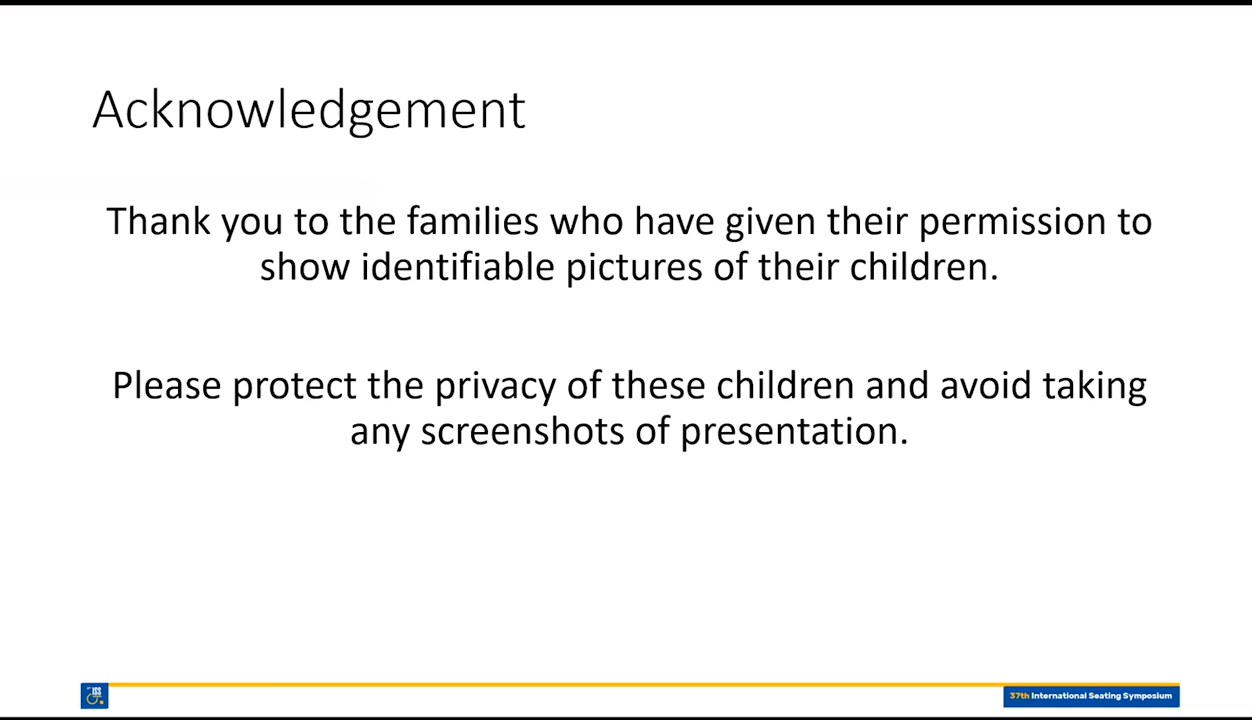 Acknowledgement
Thank you to the families who have given their permission to
show identifiable pictures of their children.
Please protect the privacy of these children and avoid taking
any screenshots of presentation.
ISS
37th International Seating Symposium